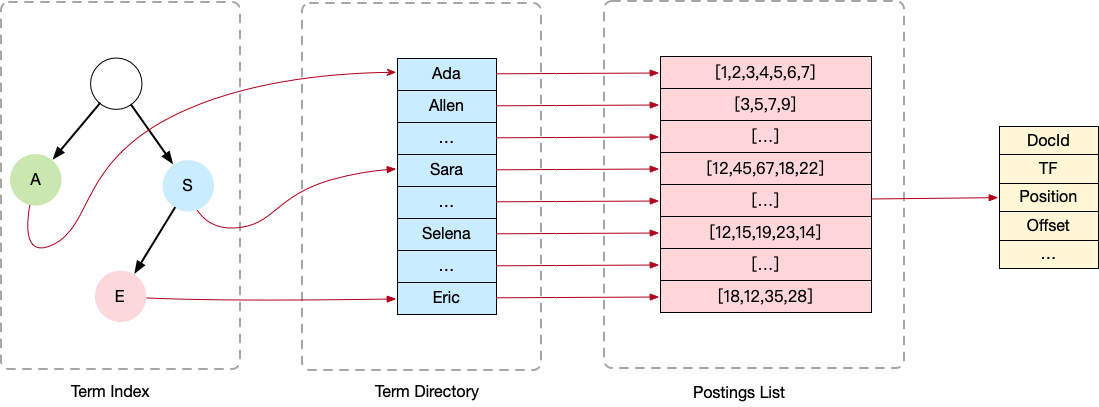 A
S
E
Term Index
Ada
Allen
...
Sara
...
Selena
...
Eric
Term Directory
[1,2,3,4,5,6,7]
[3,5,7,9]
[...]
[12,45,67,18,22]
[...]
[12,15,19,23,14]
[...]
[18,12,35,28]
Postings List
DocId
TF
Position
Offset
...